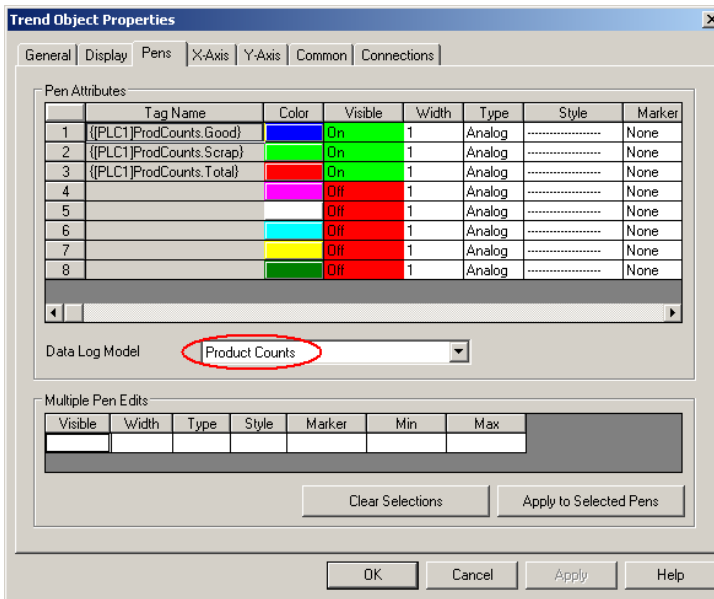 Trend Object Properties
General Display Pens X-Axis Y-Axis Common Connections
Pen Attributes
Tag Name Color Visible Width Type Style Marker
1 {[PLC1]ProdCounts.Good} On 1 Analog -------------------- None
2 {[PLC1]ProdCounts.Scrap} On 1 Analog -------------------- None
3 {[PLC1]ProdCounts.Total} On 1 Analog -------------------- None
4 Off 1 Analog -------------------- None
5 Off 1 Analog -------------------- None
6 Off 1 Analog -------------------- None
7 Off 1 Analog -------------------- None
8 Off 1 Analog -------------------- None
Data Log Model Product Counts
Multiple Pen Edits
Visible Width Type Style Marker Min Max
Clear Selections Apply to Selected Pens
OK Cancel Apply Help